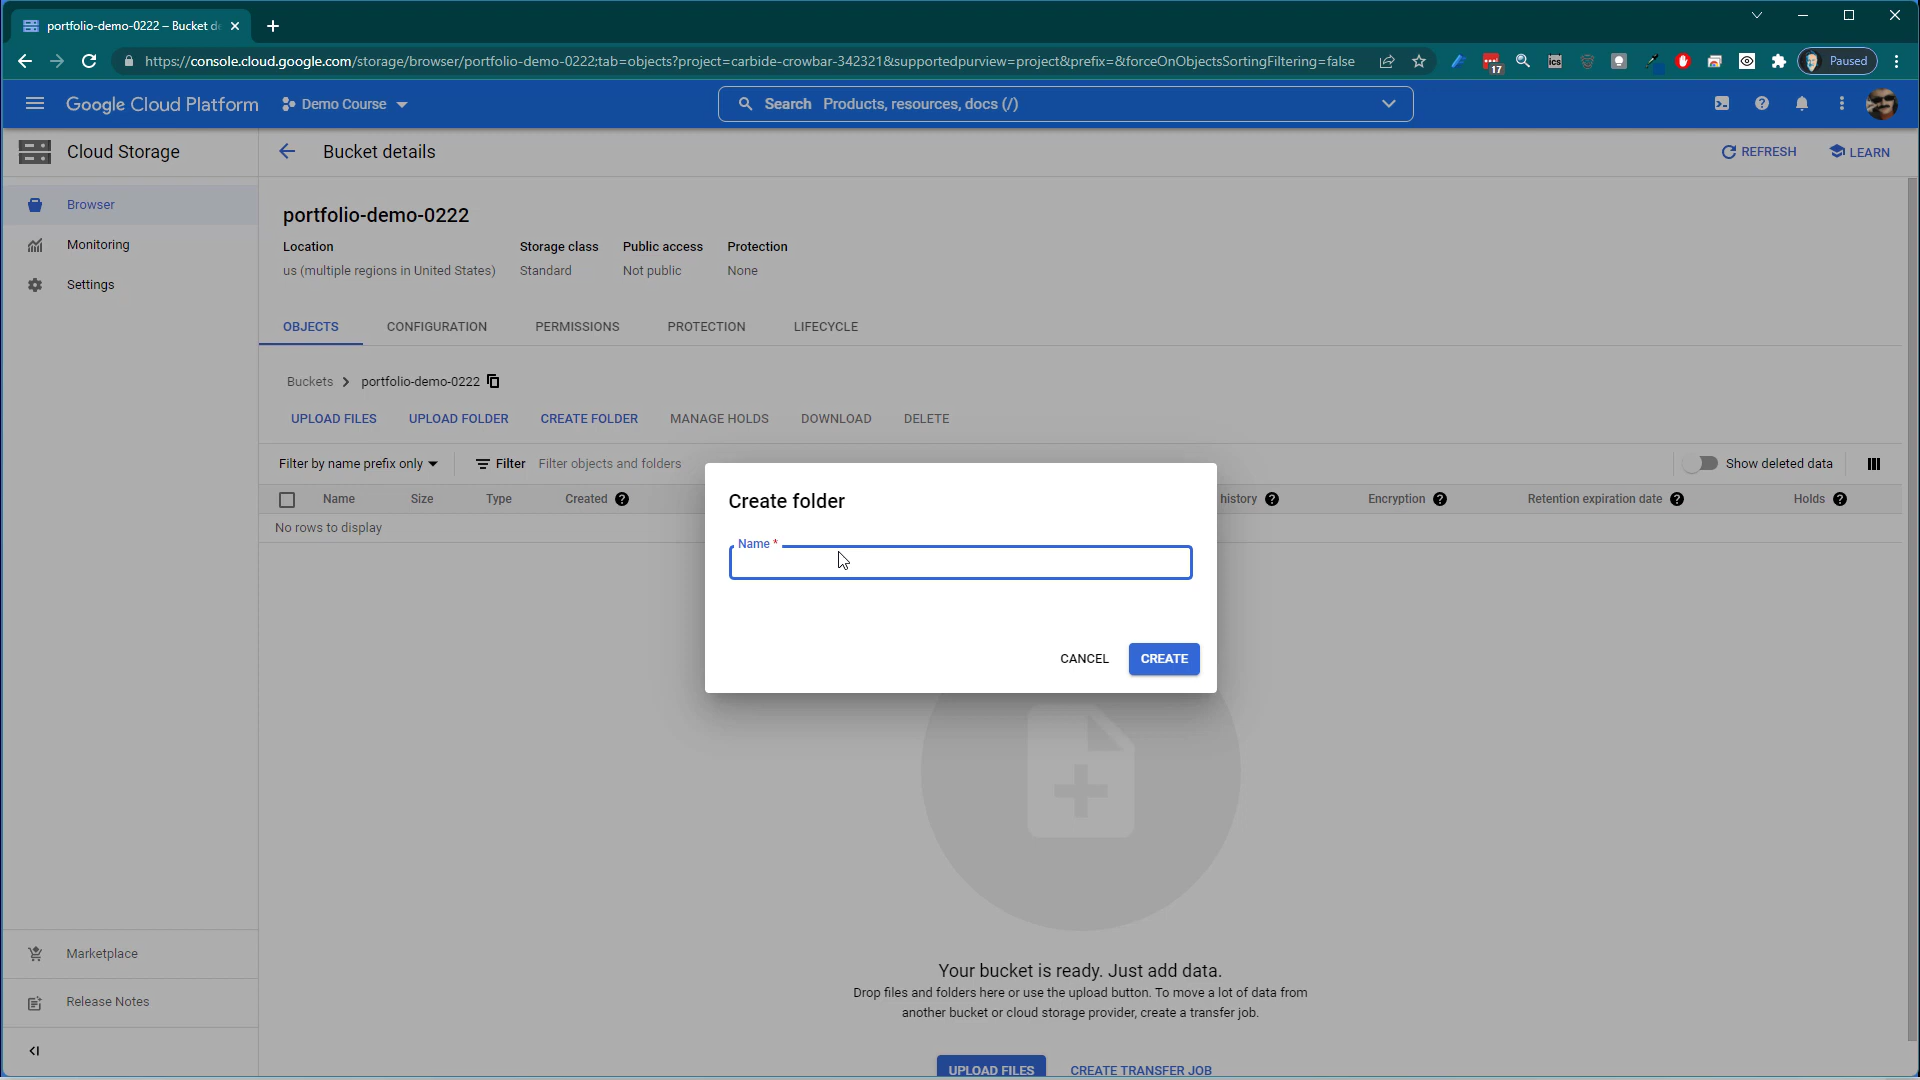 portfolio-demo-0222 – Bucket de
https://console.cloud.google.com/storage/browser/portfolio-demo-0222;tab=objects?project=carbide-crowbar-342321&supportedpurview=project&prefix=&forceOnObjectsSortingFiltering=false
17
ics
Paused
Google Cloud Platform
Demo Course
Search Products, resources, docs (/)
Cloud Storage
Bucket details
REFRESH
LEARN
Browser
Monitoring
Settings
portfolio-demo-0222
Location
Storage class
Public access
Protection
us (multiple regions in United States)
Standard
Not public
None
OBJECTS
CONFIGURATION
PERMISSIONS
PROTECTION
LIFECYCLE
Buckets
portfolio-demo-0222
UPLOAD FILES
UPLOAD FOLDER
CREATE FOLDER
MANAGE HOLDS
DOWNLOAD
DELETE
Filter by name prefix only
Filter
Filter objects and folders
Show deleted data
Name
Size
Type
Created
history
Encryption
Retention expiration date
Holds
No rows to display
Create folder
Name *
CANCEL
CREATE
Your bucket is ready. Just add data.
Drop files and folders here or use the upload button. To move a lot of data from
another bucket or cloud storage provider, create a transfer job.
UPLOAD FILES
CREATE TRANSFER JOB
Marketplace
Release Notes